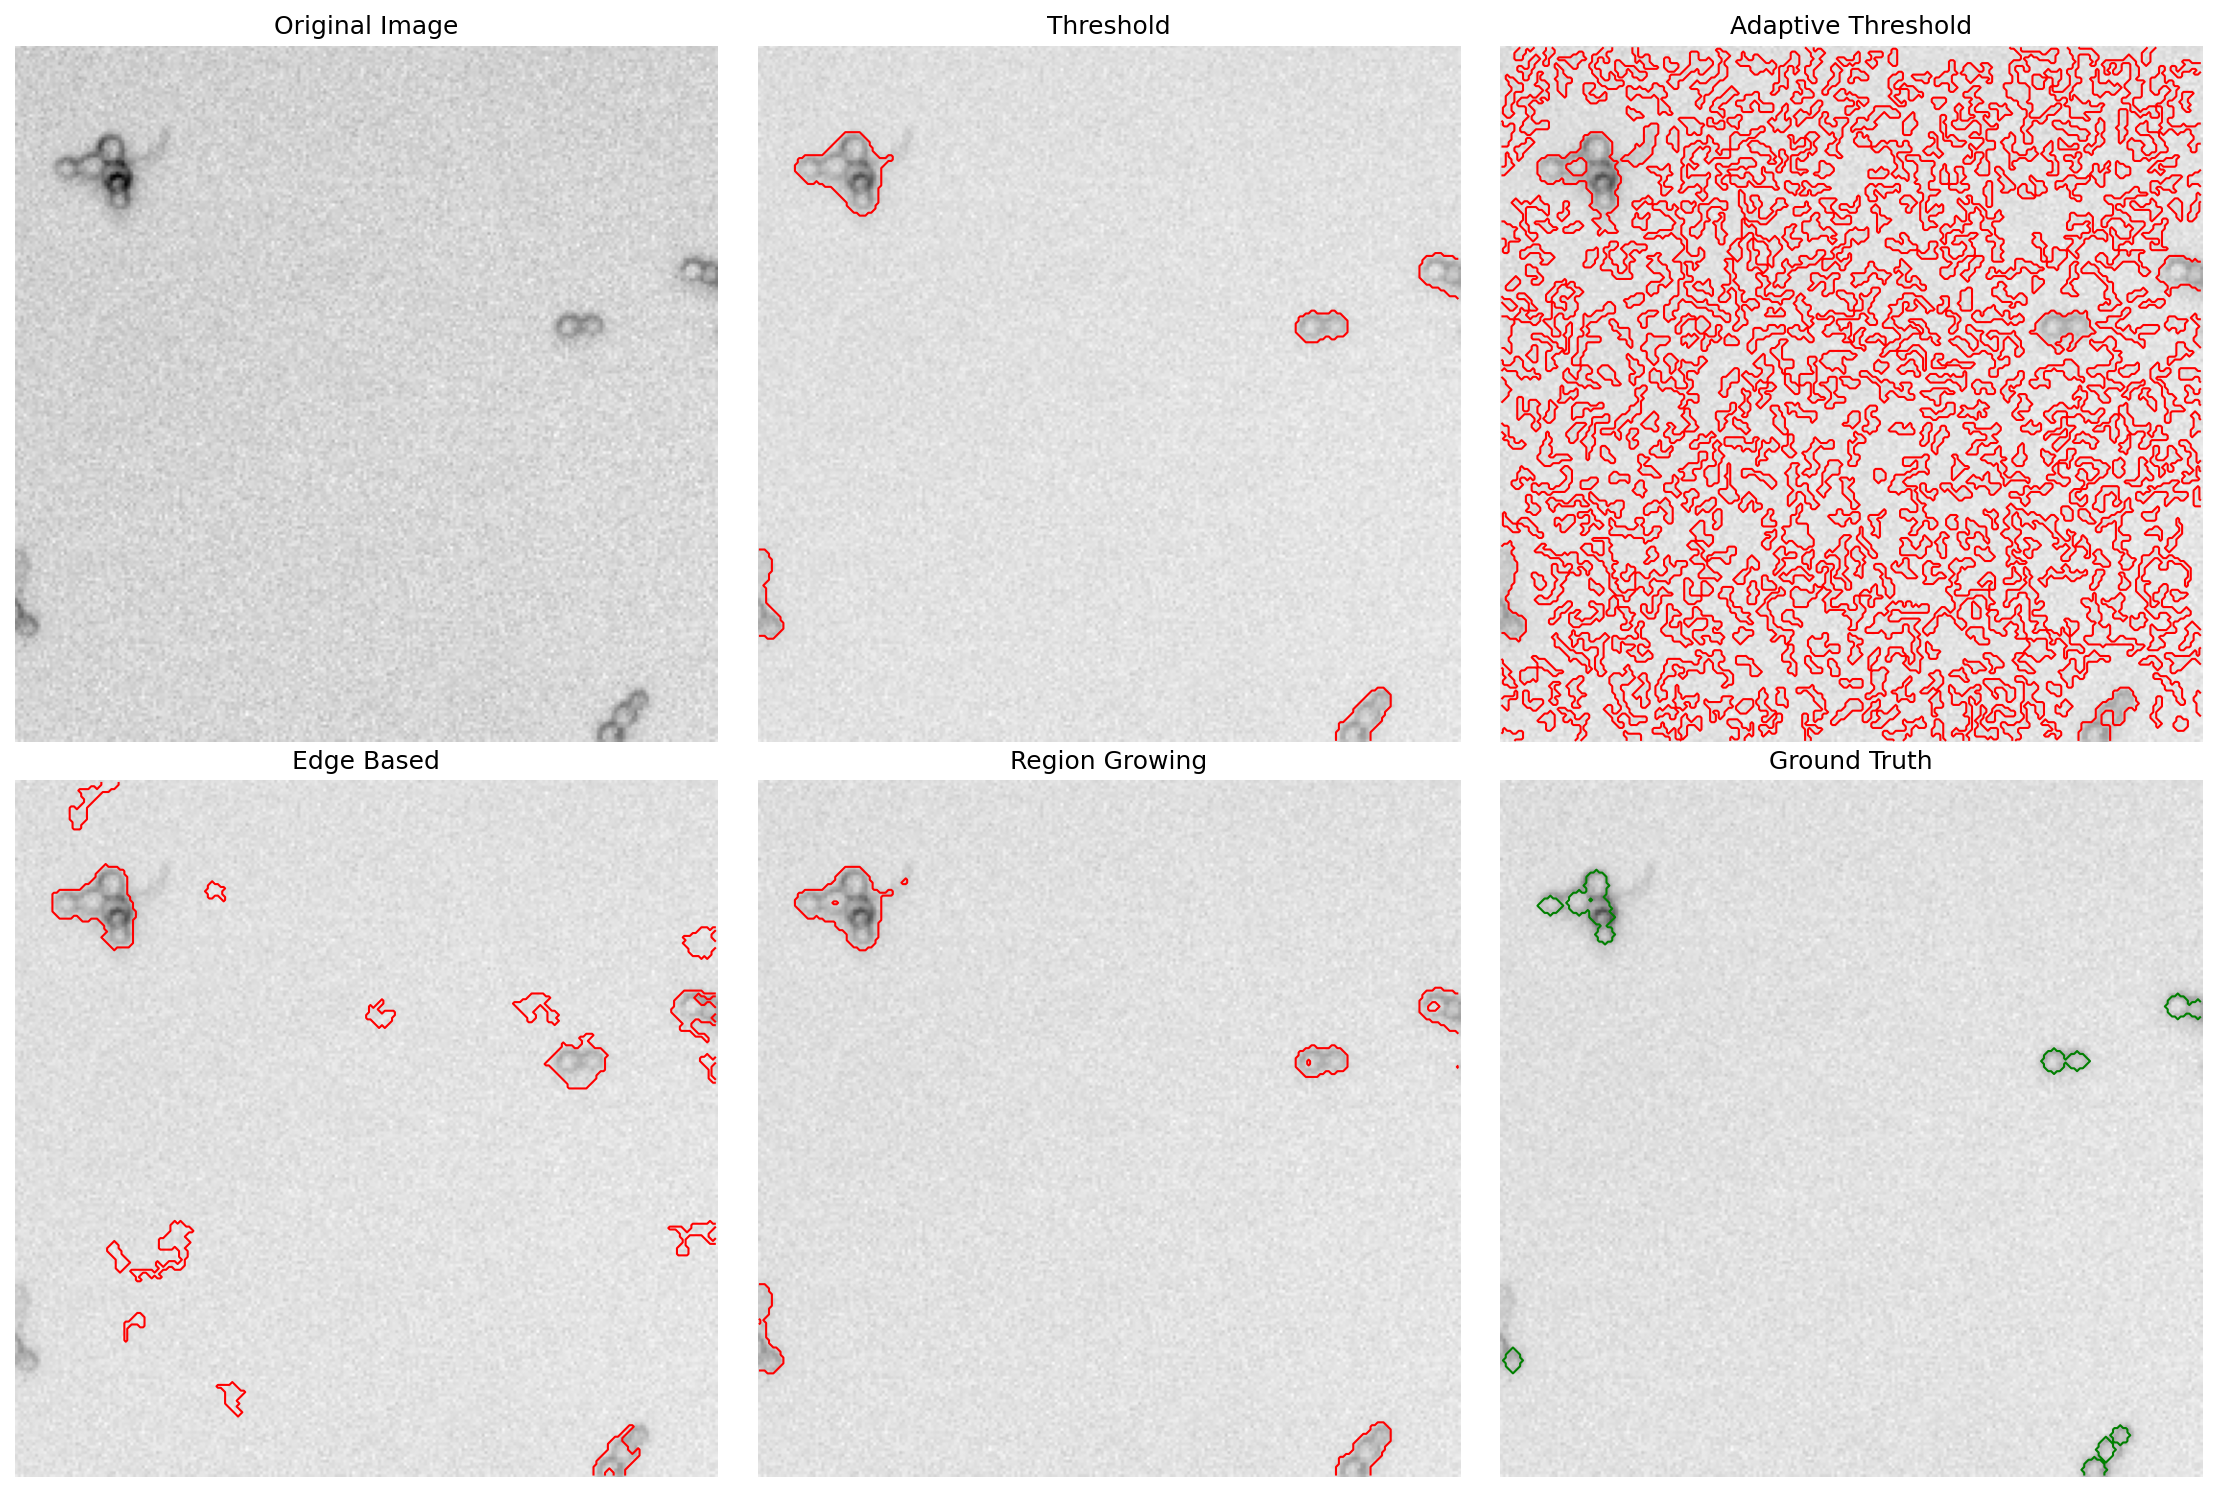 Original Image
Threshold
Adaptive Threshold
Edge Based
Region Growing
Ground Truth